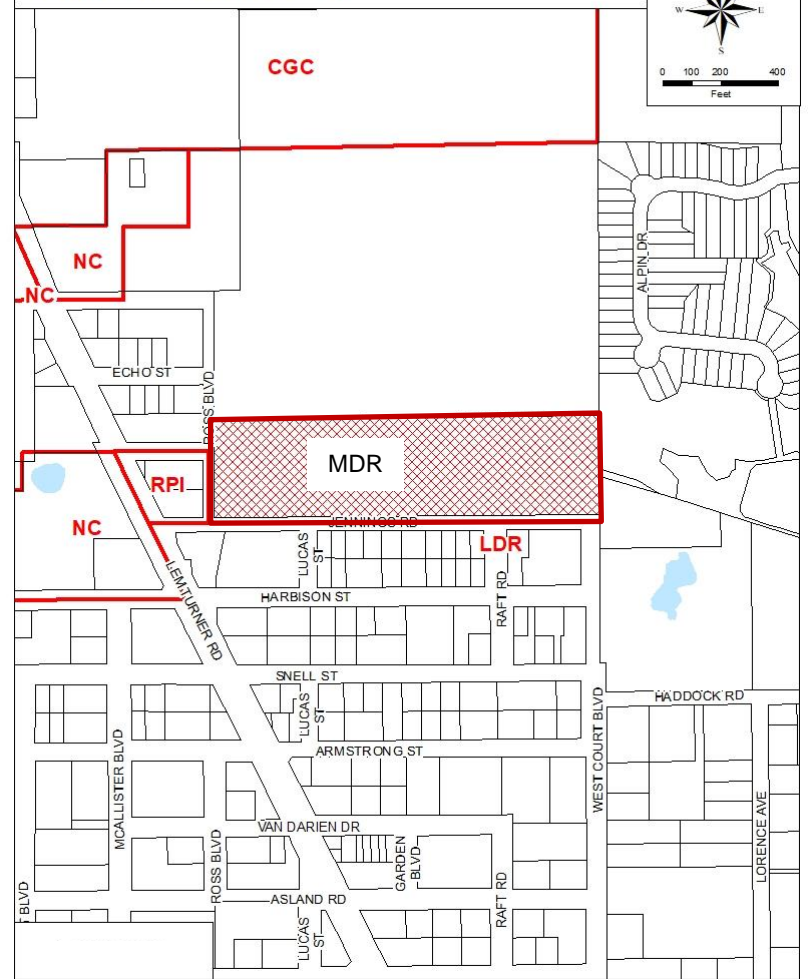 W E
S
0 100 200 400
Feet
CGC
NC
NC
ALPIN DR
ECHO ST
ROSS BLVD
MDR
RPI
NC
JENNINGS RD
LDR
LUCAS
ST
LEM TURNER RD
HARBISON ST
RAFT RD
SNELL ST
LUCAS
ST
HADDOCK RD
WEST COURT BLVD
ARMSTRONG ST
MCALLISTER BLVD
VAN DARIEN DR
ROSS BLVD
GARDEN
BLVD
LORENCE AVE
ASLAND RD
RAFT RD
BLVD
LUCAS
ST